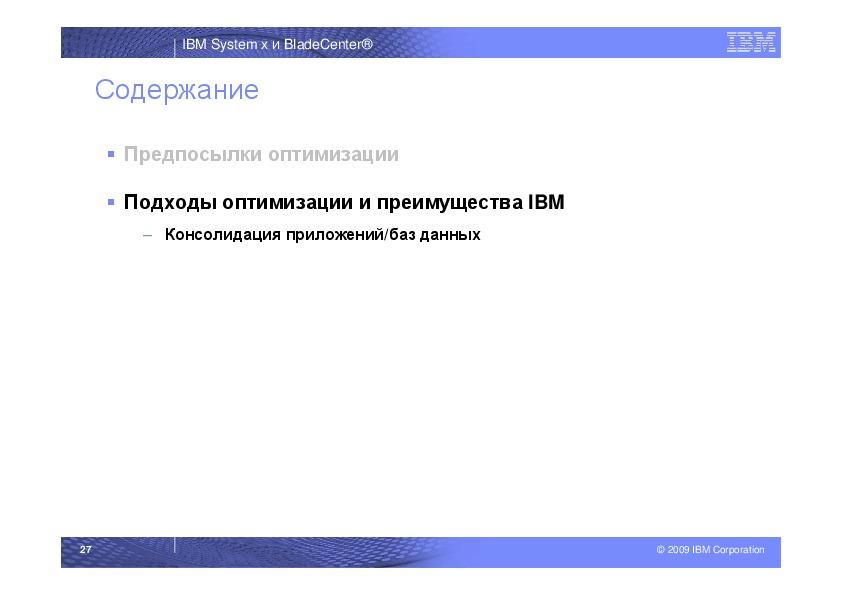 IBM System x и BladeCenter®
IBM
Содержание
▪ Предпосылки оптимизации
▪ Подходы оптимизации и преимущества IBM
– Консолидация приложений/баз данных
27
© 2009 IBM Corporation